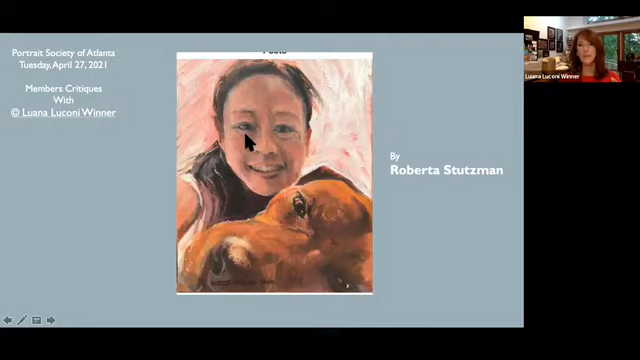 Portrait Society of Atlanta
Tuesday, April 27, 2021
Members Critiques
With
© Luana Luconi Winner
By
Roberta Stutzman
Luana Luconi Winner